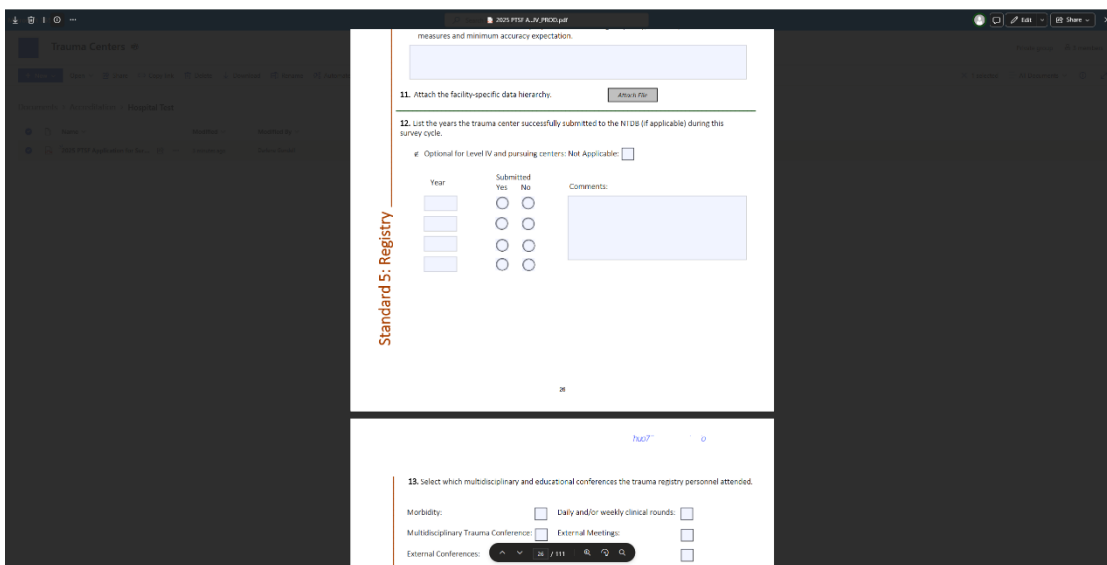 2025 PTSF A...IV_PROD.pdf
Edit
Share
Trauma Centers
measures and minimum accuracy expectation.
11. Attach the facility-specific data hierarchy.
Attach File
12. List the years the trauma center successfully submitted to the NTDB (if applicable) during this
survey cycle.
Optional for Level IV and pursuing centers: Not Applicable:
Year
Submitted
Yes No
Comments:
Standard 5: Registry
26
13. Select which multidisciplinary and educational conferences the trauma registry personnel attended.
Morbidity:
Daily and/or weekly clinical rounds:
Multidisciplinary Trauma Conference:
External Meetings:
External Conferences:
26 / 111